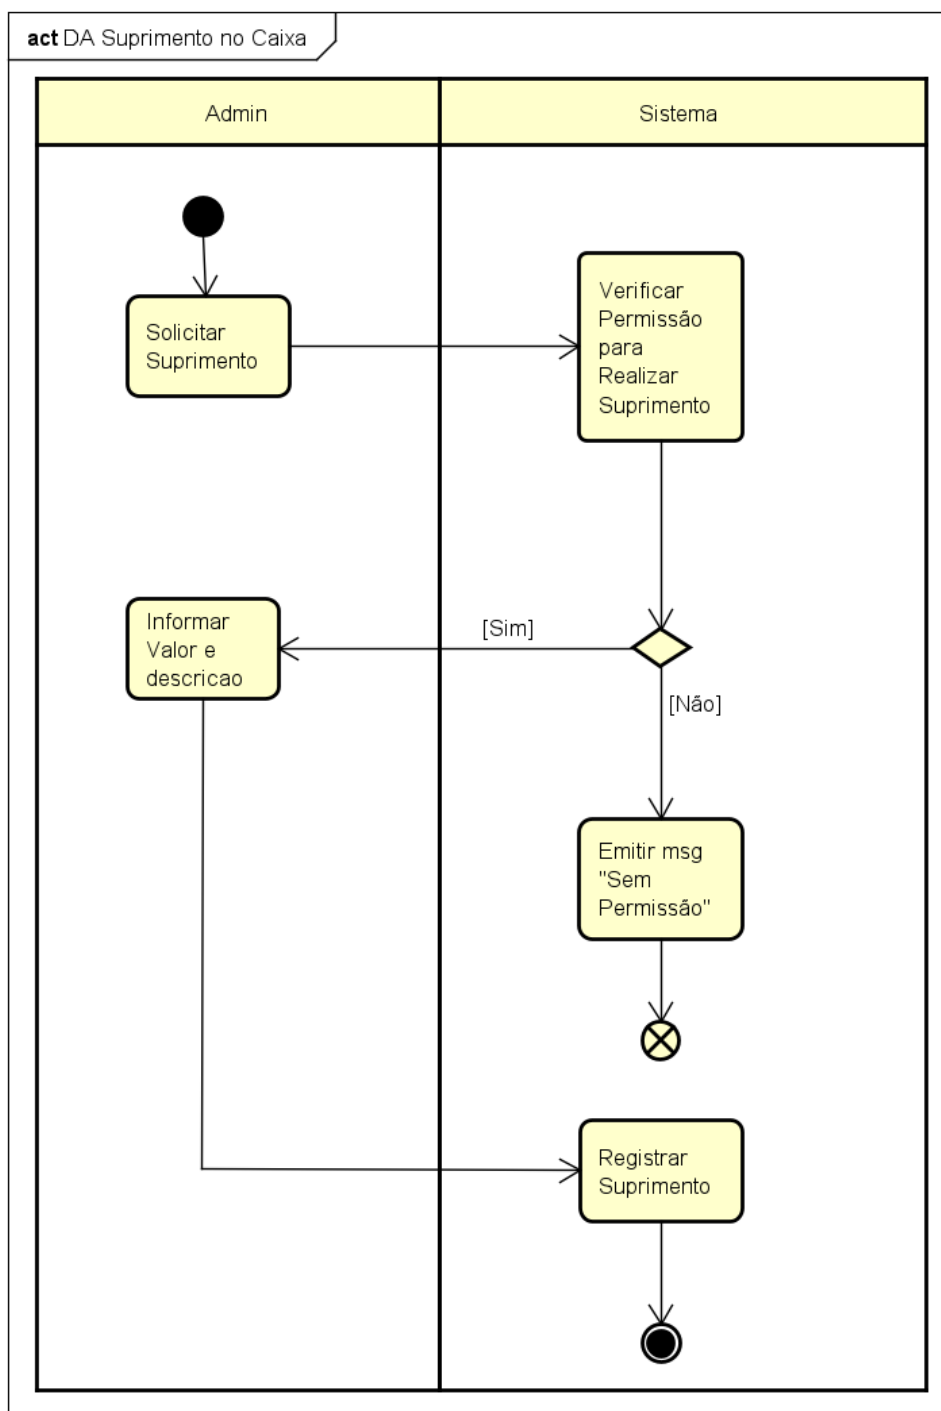 act DA Suprimento no Caixa
Admin
Sistema
Solicitar
Suprimento
Verificar
Permissão
para
Realizar
Suprimento
Informar
Valor e
descricao
[Sim]
[Não]
Emitir msg
"Sem
Permissão"
Registrar
Suprimento